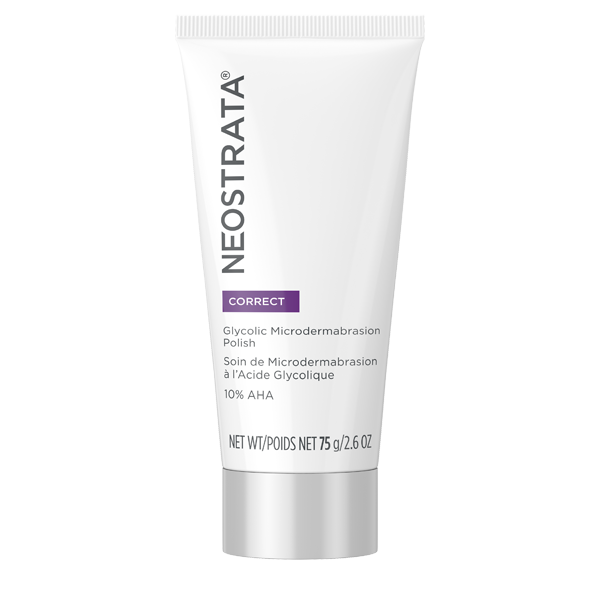 NEOSTRATA®
CORRECT
Glycolic Microdermabrasion
Polish
Soin de Microdermabrasion
à l'Acide Glycolique
10% AHA
NET WT/POIDS NET 75 g/2.6 OZ